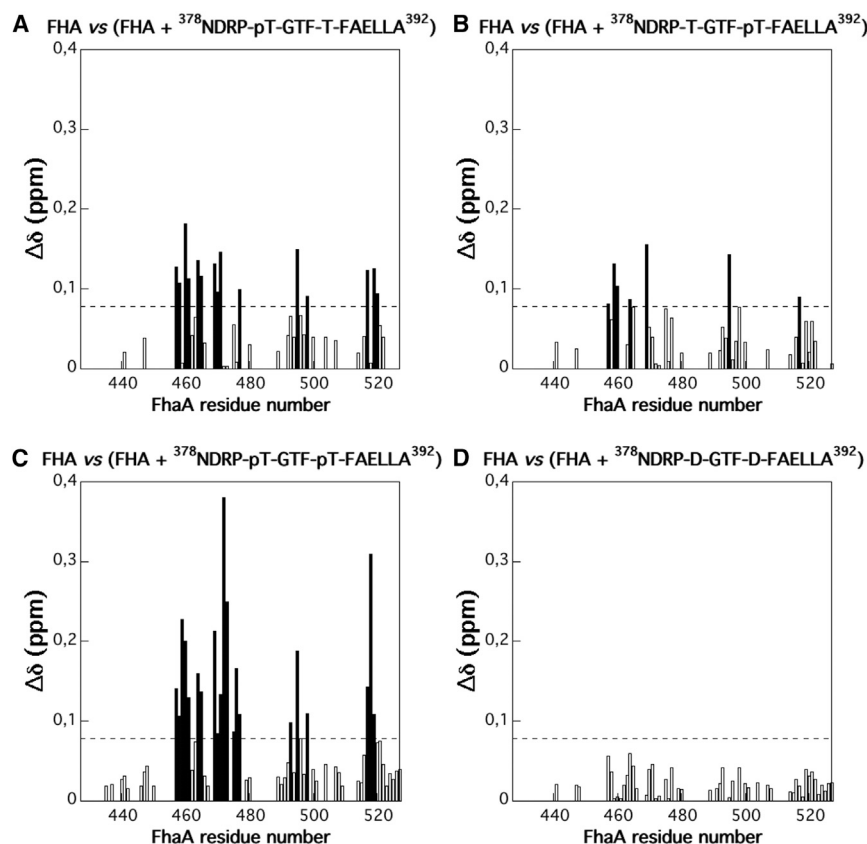 A FHA vs (FHA + ³⁷⁸NDRP-pT-GTF-T-FAELLA³⁹²)
0,4
0,3
0,2
0,1
0
Δδ (ppm)
440 460 480 500 520
FhaA residue number
B FHA vs (FHA + ³⁷⁸NDRP-T-GTF-pT-FAELLA³⁹²)
0,4
0,3
0,2
0,1
0
Δδ (ppm)
440 460 480 500 520
FhaA residue number
C FHA vs (FHA + ³⁷⁸NDRP-pT-GTF-pT-FAELLA³⁹²)
0,4
0,3
0,2
0,1
0
Δδ (ppm)
440 460 480 500 520
FhaA residue number
D FHA vs (FHA + ³⁷⁸NDRP-D-GTF-D-FAELLA³⁹²)
0,4
0,3
0,2
0,1
0
Δδ (ppm)
440 460 480 500 520
FhaA residue number